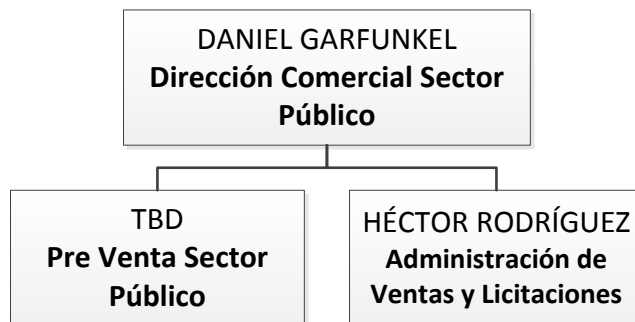 DANIEL GARFUNKEL
Dirección Comercial Sector
Público
TBD
Pre Venta Sector
Público
HÉCTOR RODRÍGUEZ
Administración de
Ventas y Licitaciones